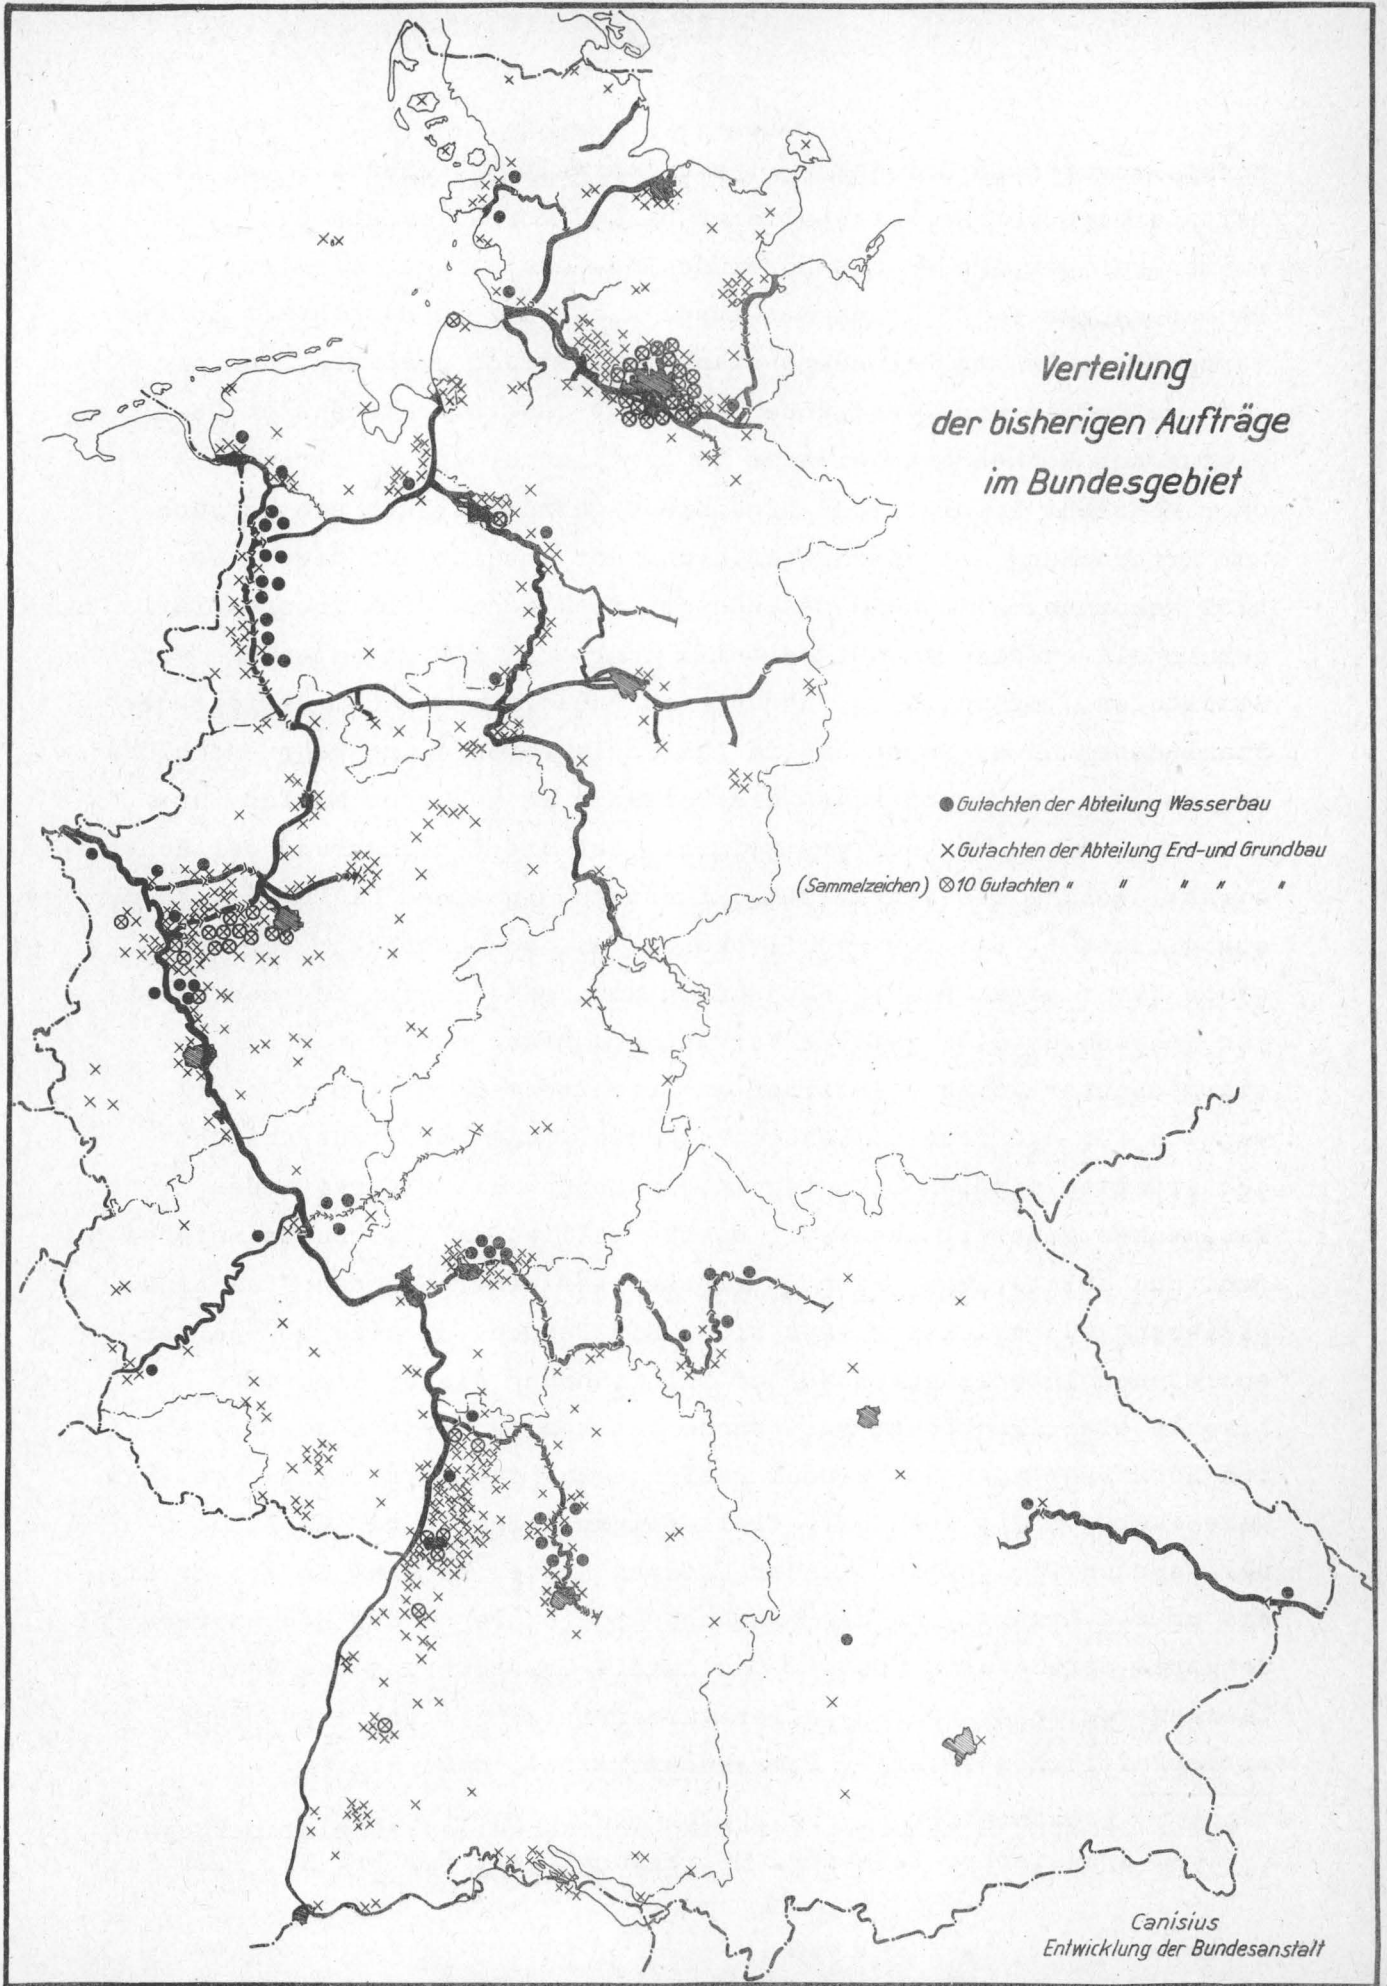 Verteilung
der bisherigen Aufträge
im Bundesgebiet
● Gutachten der Abteilung Wasserbau
× Gutachten der Abteilung Erd-und Grundbau
(Sammelzeichen) ⊗ 10 Gutachten " " " " "
Canisius
Entwicklung der Bundesanstalt